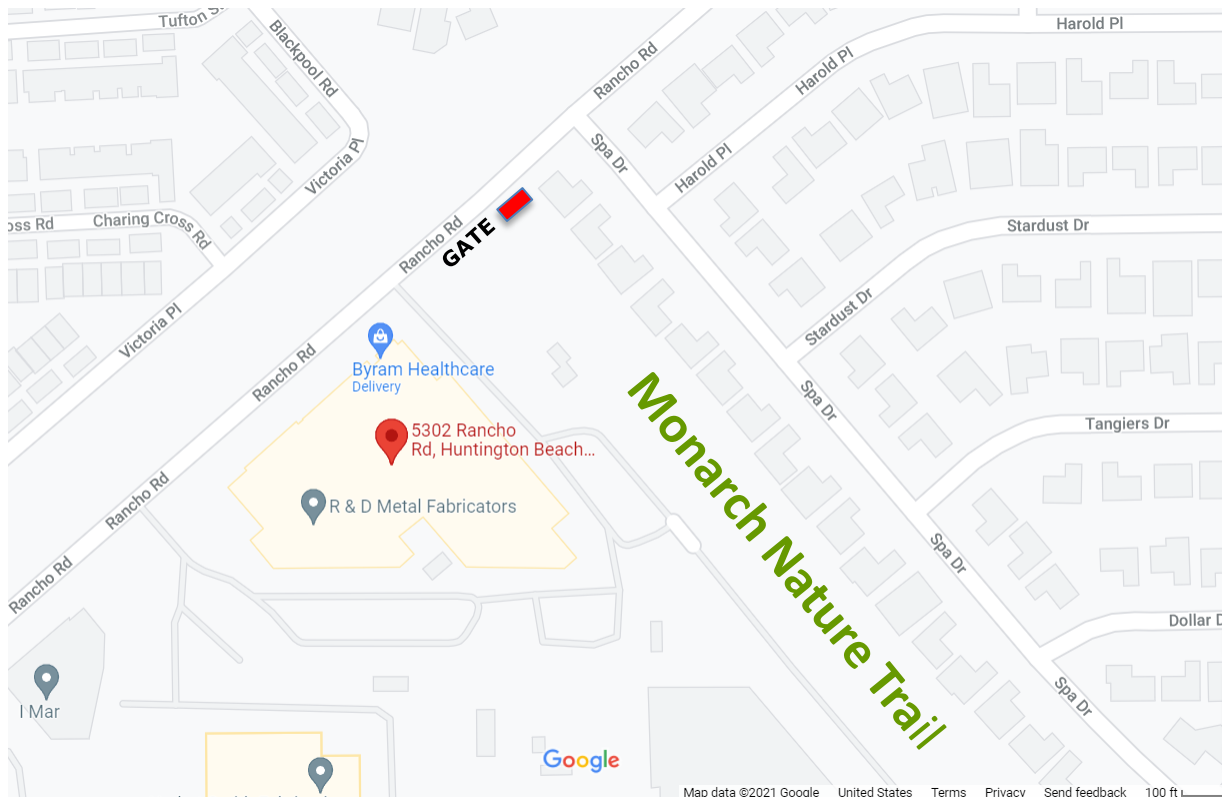 Tufton S
Blackpool Rd
Rancho Rd
Harold Pl
Harold Pl
Spa Dr
Harold Pl
Victoria Pl
oss Rd
Charing Cross Rd
Rancho Rd
GATE
Stardust Dr
Stardust Dr
Victoria Pl
Rancho Rd
Byram Healthcare
Delivery
Spa Dr
5302 Rancho
Rd, Huntington Beach...
Tangiers Dr
Monarch Nature Trail
Rancho Rd
R & D Metal Fabricators
Spa Dr
Rancho Rd
Dollar D
Spa Dr
I Mar
Google
Map data ©2021 Google
United States
Terms
Privacy
Send feedback
100 ft